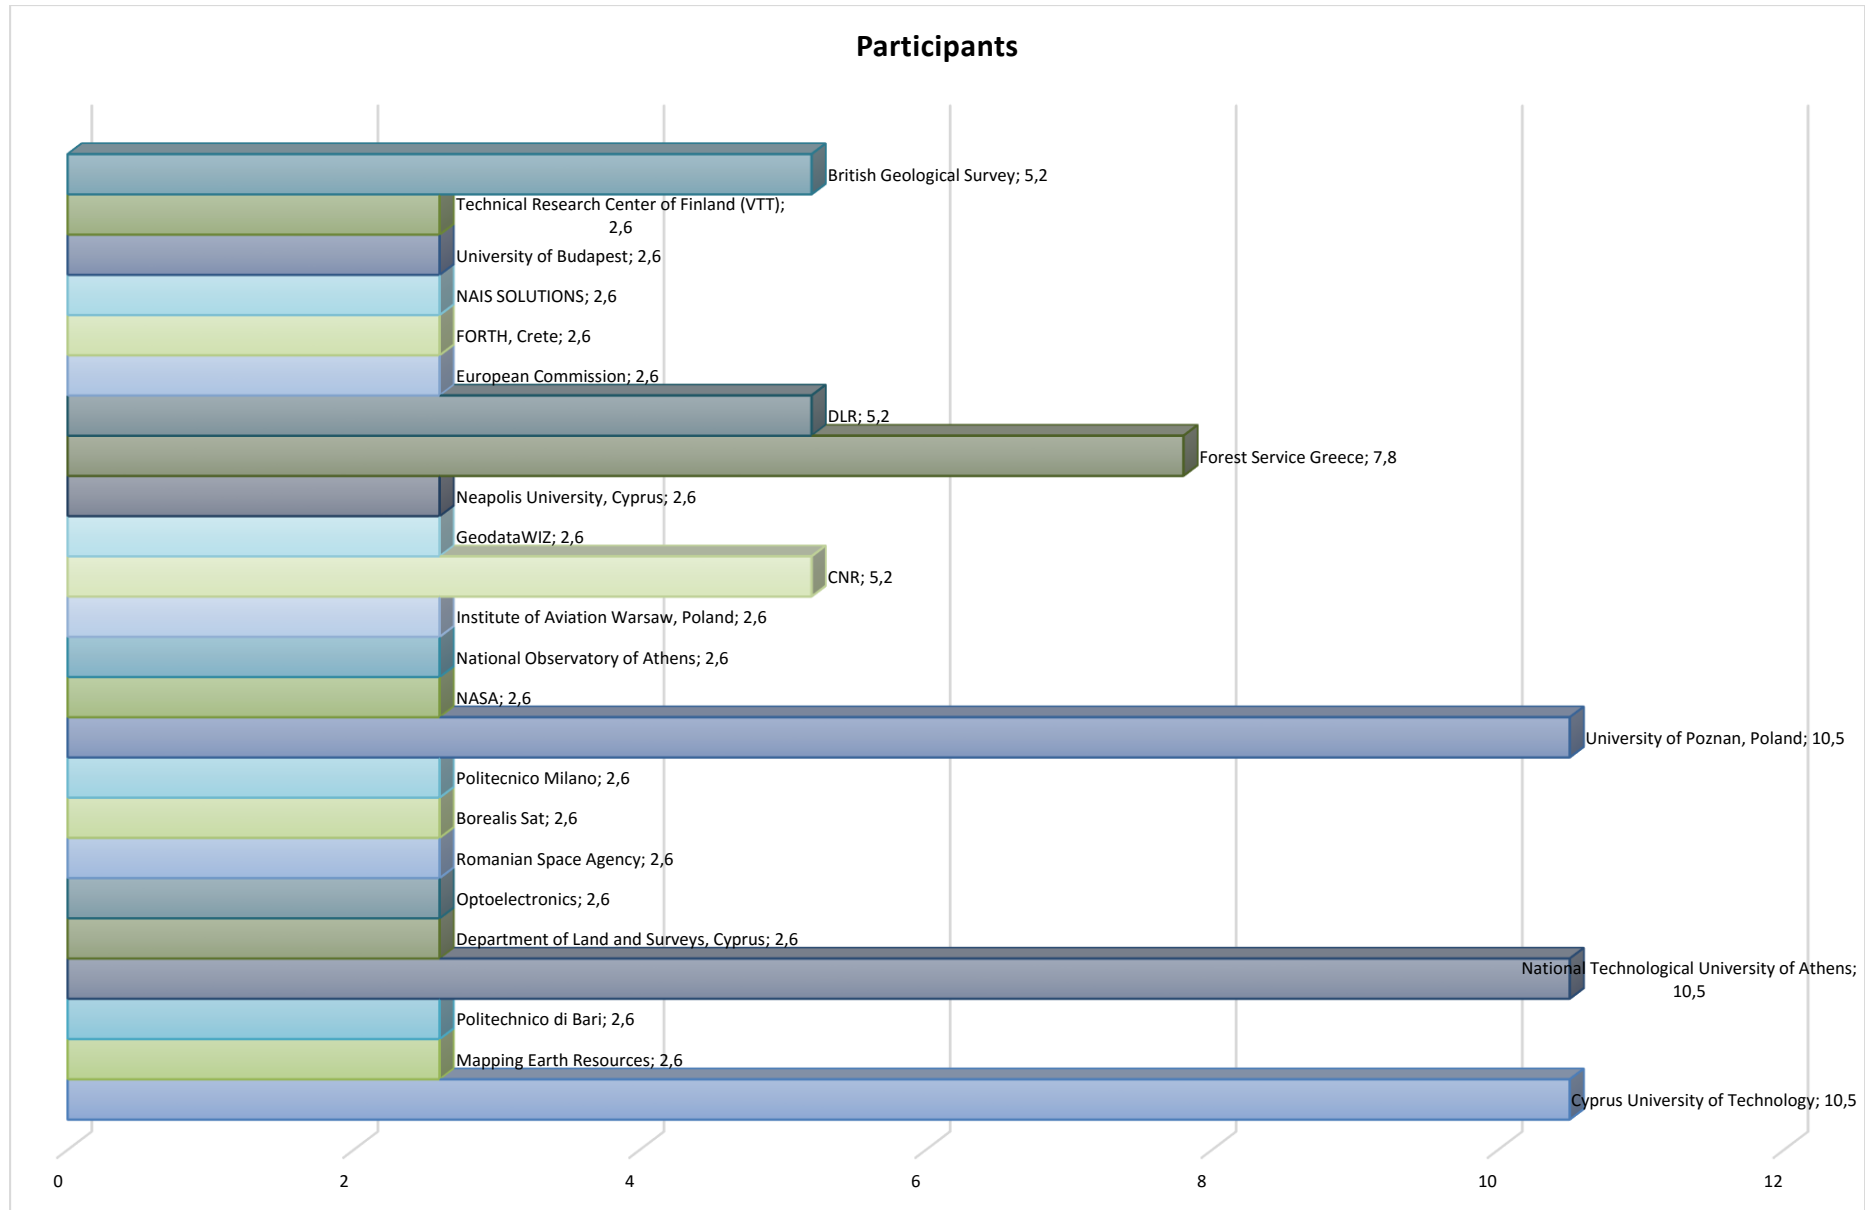 Participants
British Geological Survey; 5,2
Technical Research Center of Finland (VTT);
2,6
University of Budapest; 2,6
NAIS SOLUTIONS; 2,6
FORTH, Crete; 2,6
European Commission; 2,6
DLR; 5,2
Forest Service Greece; 7,8
Neapolis University, Cyprus; 2,6
GeodataWIZ; 2,6
CNR; 5,2
Institute of Aviation Warsaw, Poland; 2,6
National Observatory of Athens; 2,6
NASA; 2,6
University of Poznan, Poland; 10,5
Politecnico Milano; 2,6
Borealis Sat; 2,6
Romanian Space Agency; 2,6
Optoelectronics; 2,6
Department of Land and Surveys, Cyprus; 2,6
National Technological University of Athens;
10,5
Politechnico di Bari; 2,6
Mapping Earth Resources; 2,6
Cyprus University of Technology; 10,5
0 2 4 6 8 10 12